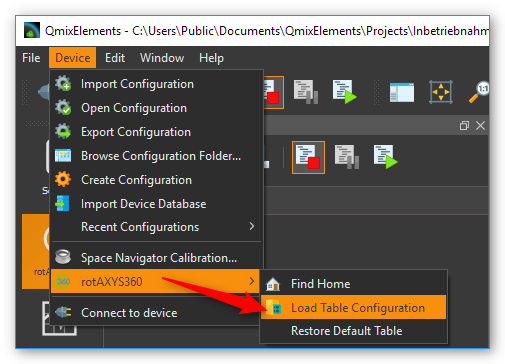 QmixElements - C:\Users\Public\Documents\QmixElements\Projects\Inbetriebnahm
File Device Edit Window Help
Import Configuration
Open Configuration
Export Configuration
Browse Configuration Folder...
Create Configuration
Import Device Database
Recent Configurations
Space Navigator Calibration...
rotAXYS360
Connect to device
Find Home
Load Table Configuration
Restore Default Table
1:1